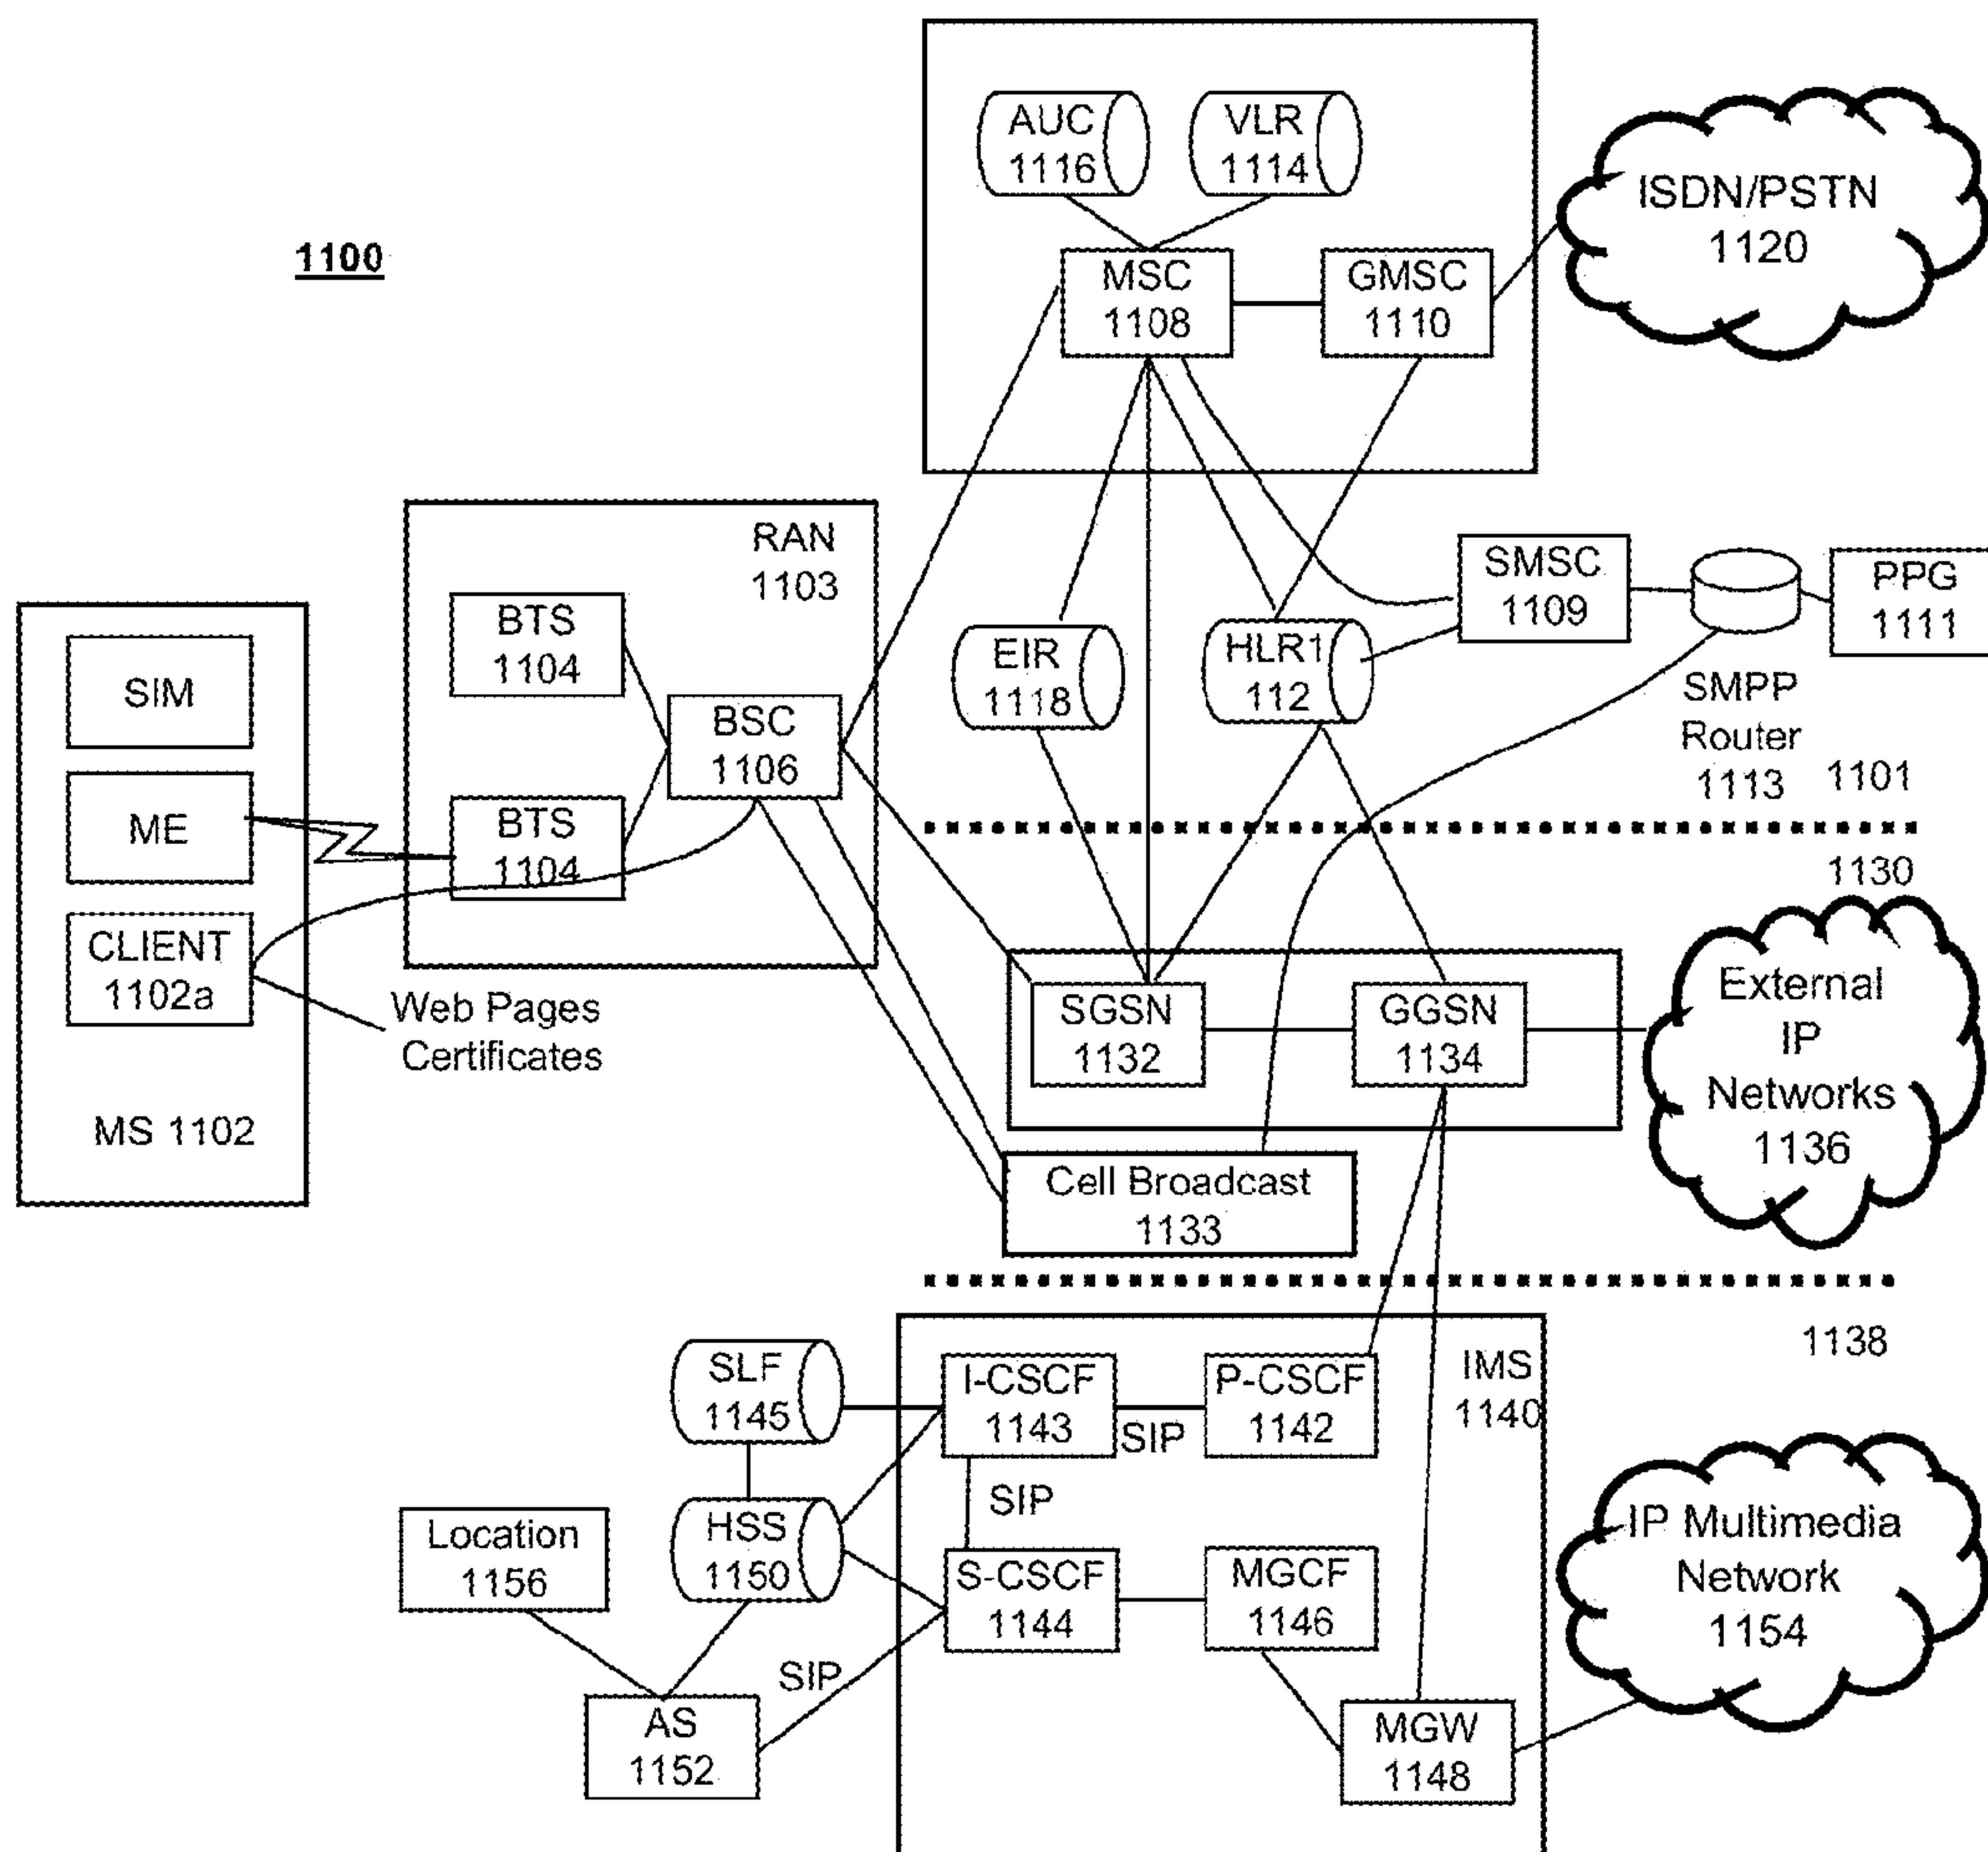 1100
AUC
1116
VLR
1114
MSC
1108
GMSC
1110
ISDN/PSTN
1120
RAN
1103
BTS
1104
BSC
1106
BTS
1104
SIM
ME
CLIENT
1102a
MS 1102
Web Pages
Certificates
EIR
1118
HLR1
112
SMSC
1109
PPG
1111
SMPP
Router
1113
1101
1130
SGSN
1132
GGSN
1134
External
IP
Networks
1136
Cell Broadcast
1133
1138
SLF
1145
I-CSCF
1143
SIP
P-CSCF
1142
IMS
1140
SIP
Location
1156
HSS
1150
S-CSCF
1144
MGCF
1146
IP Multimedia
Network
1154
SIP
AS
1152
MGW
1148